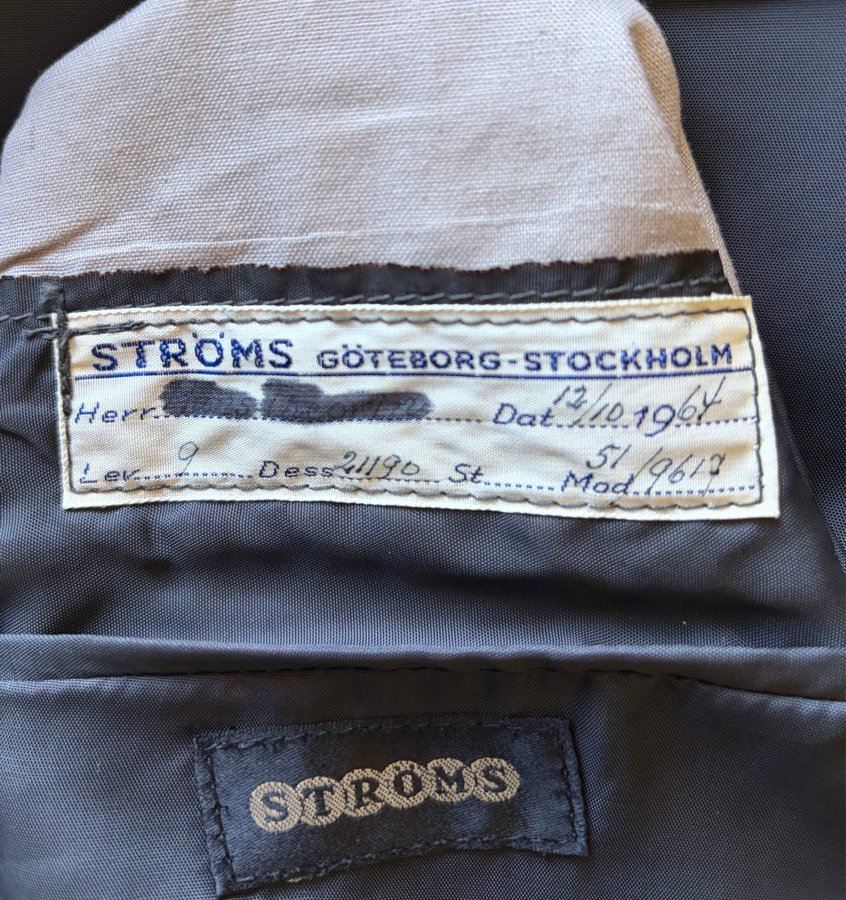 STRÖMS GÖTEBORG-STOCKHOLM
Herr Dat. 12/10 1964
Lev. 9 Dess. 21190 St. Mod. 51/9617
STRÖMS